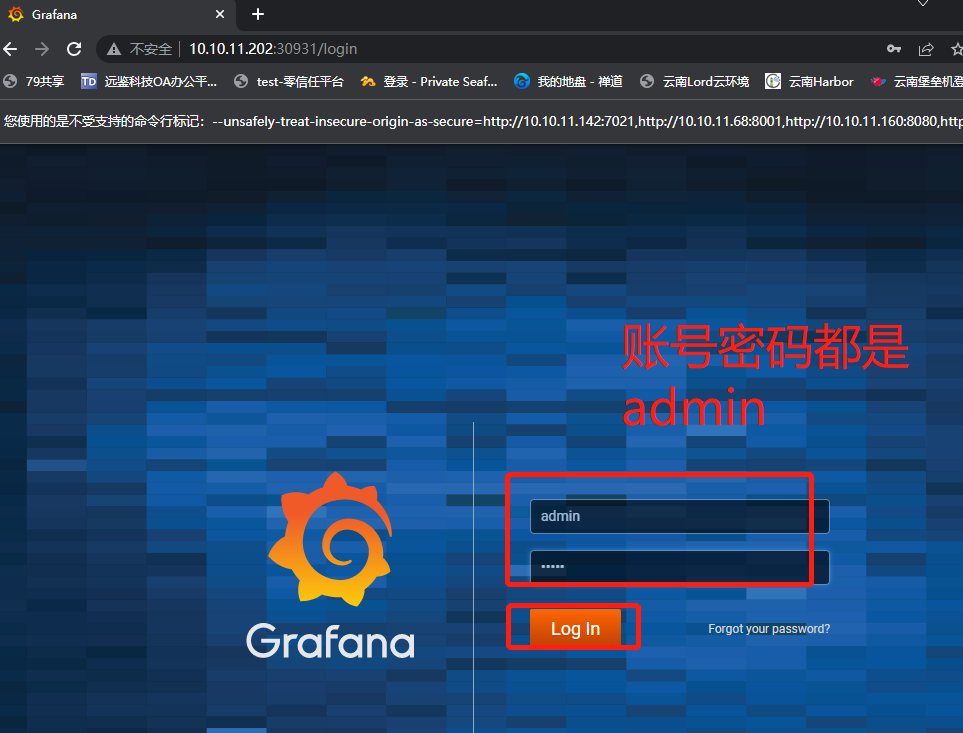 Grafana
不安全 10.10.11.202:30931/login
79共享 TD 远鉴科技OA办公平... test-零信任平台 登录 - Private Seaf... 我的地盘 - 禅道 云南Lord云环境 云南Harbor 云南堡垒机登
您使用的是不受支持的命令行标记：--unsafely-treat-insecure-origin-as-secure=http://10.10.11.142:7021,http://10.10.11.68:8001,http://10.10.11.160:8080,http
账号密码都是
admin
admin
•••••
Log In Forgot your password?
Grafana